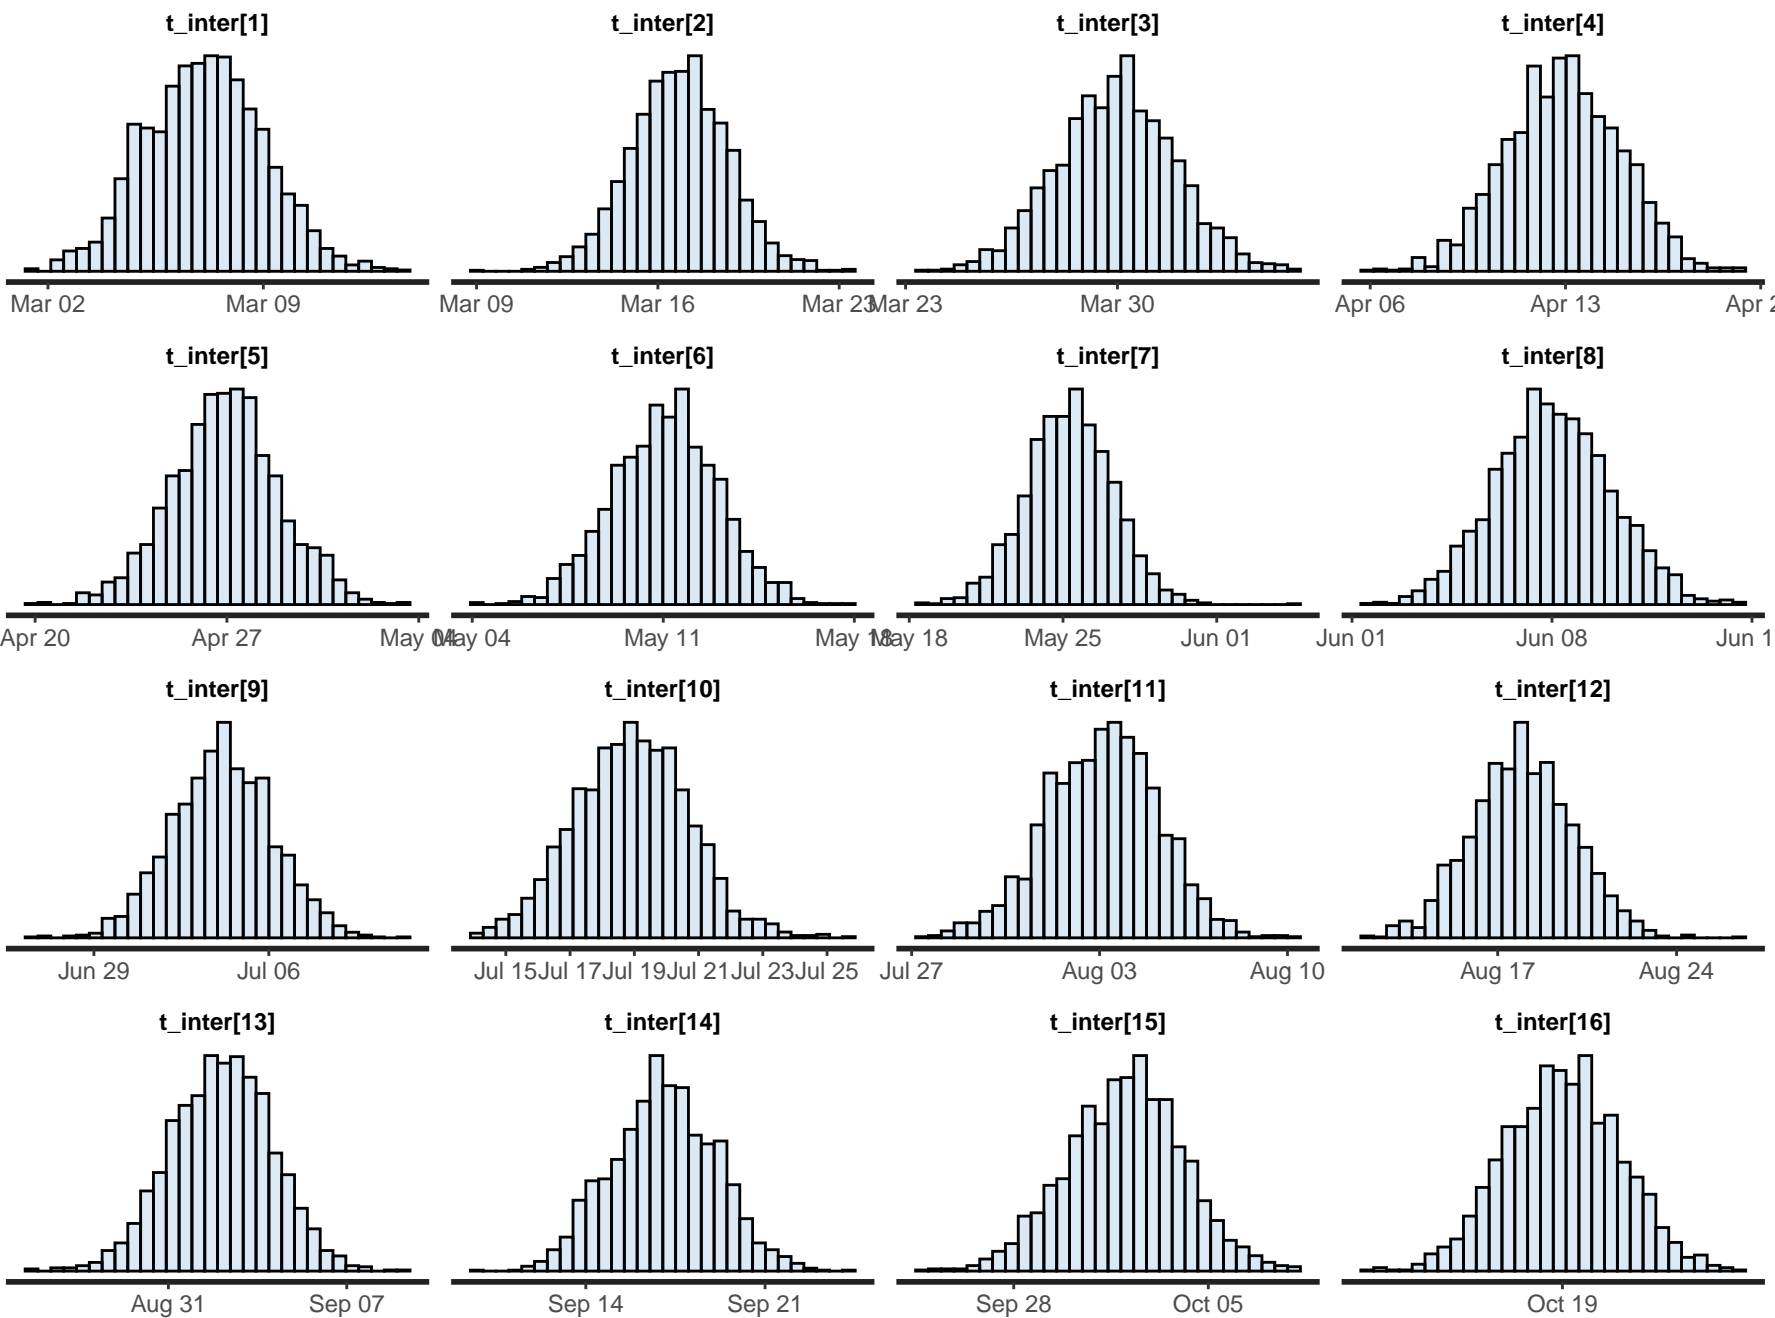 t_inter[1] t_inter[2] t_inter[3] t_inter[4]
Mar 02 Mar 09 Mar 09 Mar 16 Mar 23 Mar 23 Mar 30 Apr 06 Apr 13 Apr 2
t_inter[5] t_inter[6] t_inter[7] t_inter[8]
Apr 20 Apr 27 May 04 May 04 May 11 May 18 May 18 May 25 Jun 01 Jun 01 Jun 08 Jun 1
t_inter[9] t_inter[10] t_inter[11] t_inter[12]
Jun 29 Jul 06 Jul 15 Jul 17 Jul 19 Jul 21 Jul 23 Jul 25 Jul 27 Aug 03 Aug 10 Aug 17 Aug 24
t_inter[13] t_inter[14] t_inter[15] t_inter[16]
Aug 31 Sep 07 Sep 14 Sep 21 Sep 28 Oct 05 Oct 19